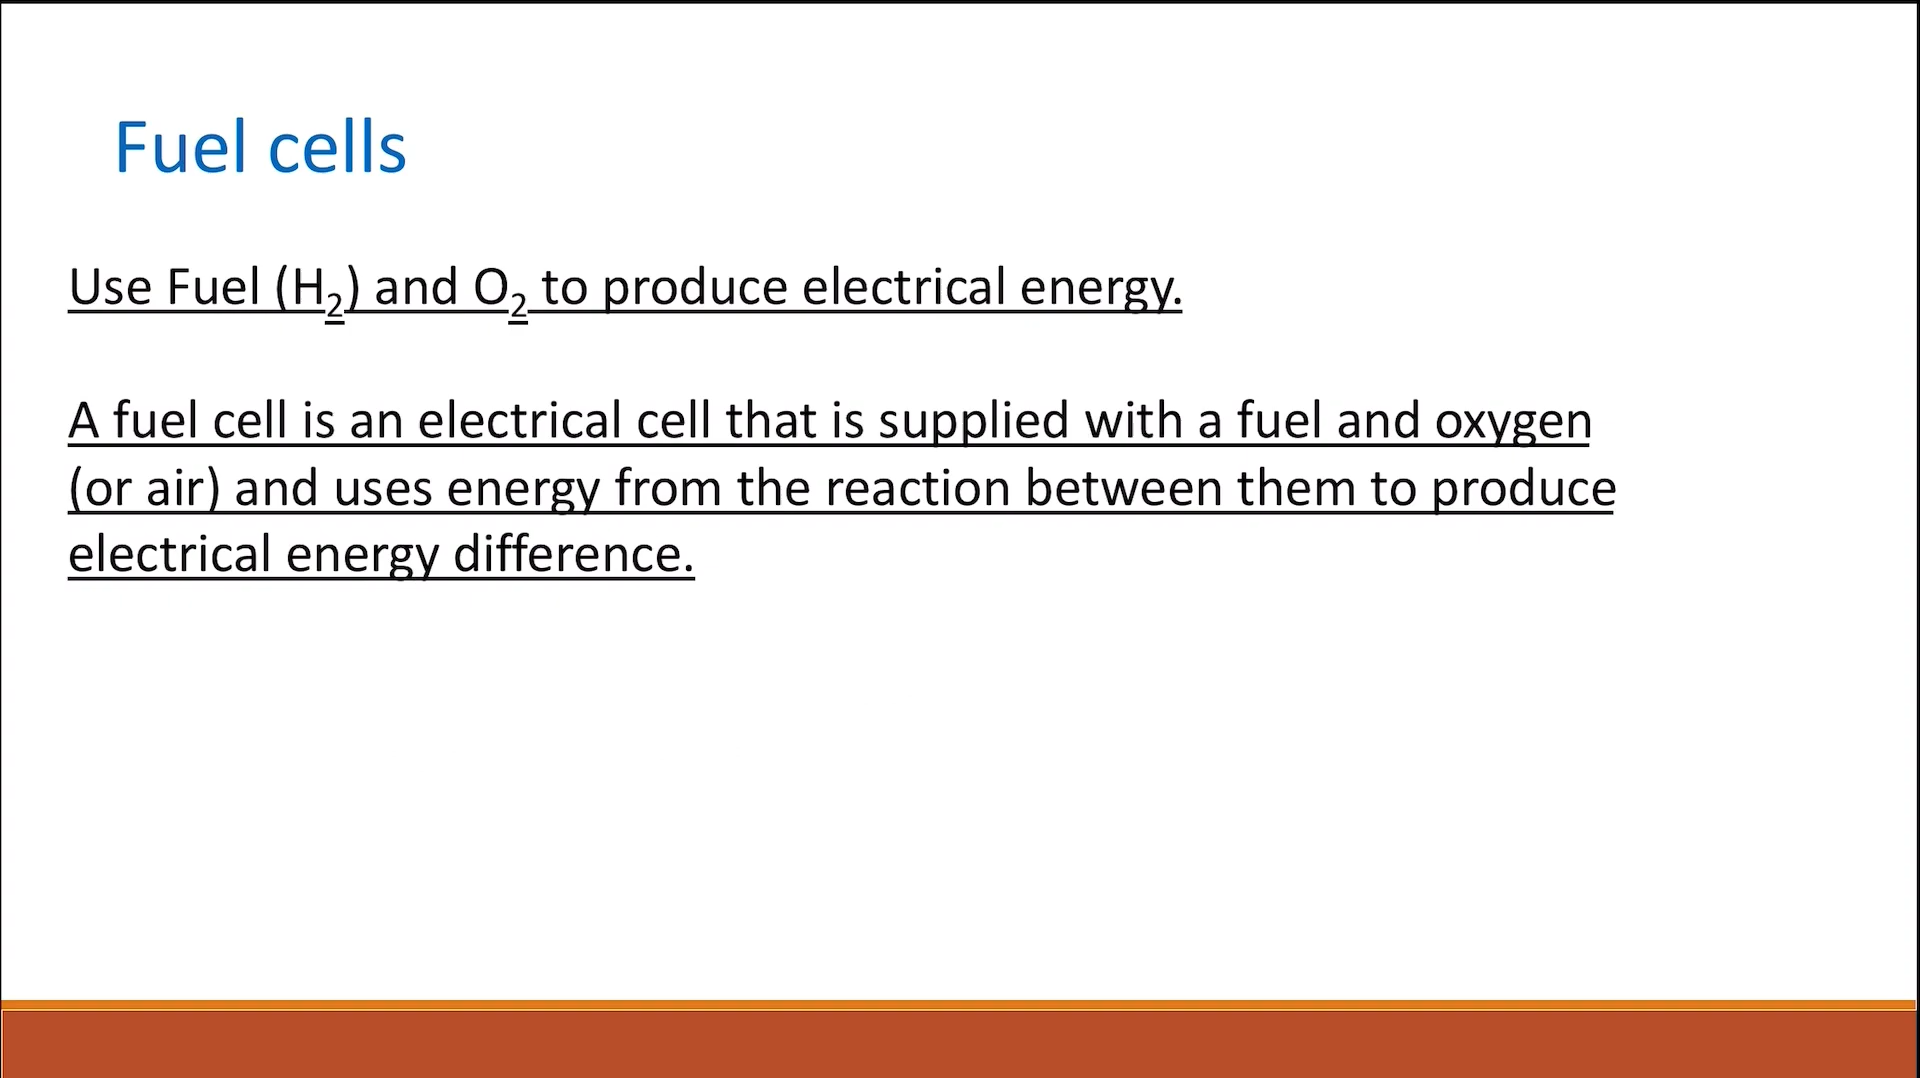 Fuel cells
Use Fuel (H₂) and O₂ to produce electrical energy.
A fuel cell is an electrical cell that is supplied with a fuel and oxygen
(or air) and uses energy from the reaction between them to produce
electrical energy difference.